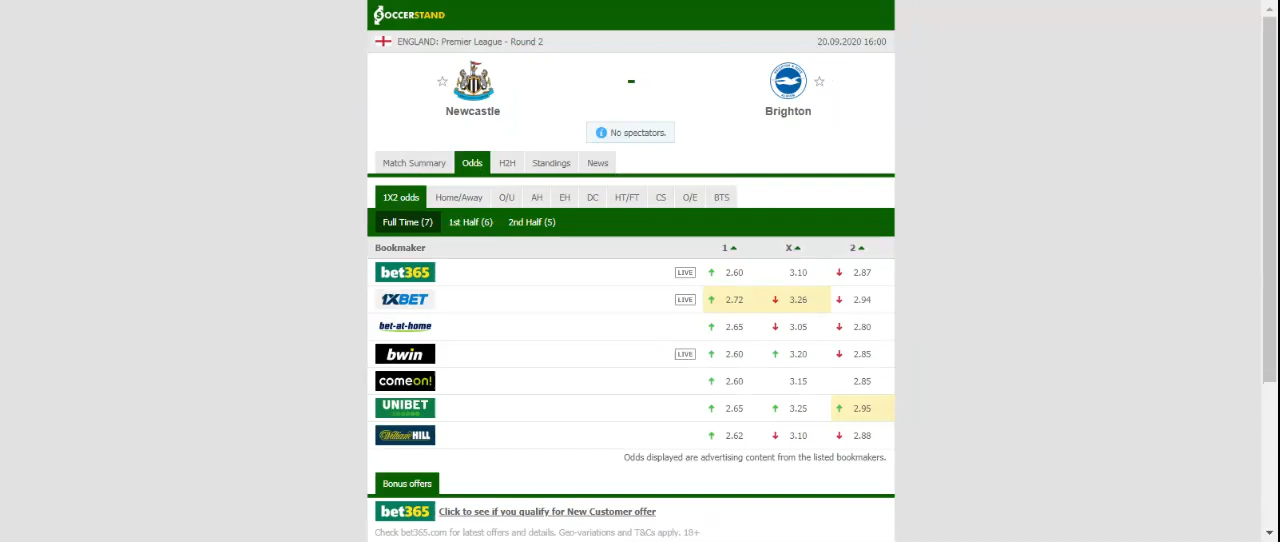 SOCCERSTAND
ENGLAND: Premier League - Round 2 20.09.2020 16:00
-
Newcastle Brighton
No spectators.
Match Summary Odds H2H Standings News
1X2 odds Home/Away O/U AH EH DC HT/FT CS O/E BTS
Full Time (7) 1st Half (6) 2nd Half (5)
Bookmaker 1 X 2
bet365 LIVE 2.60 3.10 2.87
1XBET LIVE 2.72 3.26 2.94
bet-at-home 2.65 3.05 2.80
bwin LIVE 2.60 3.20 2.85
comeon! 2.60 3.15 2.85
UNIBET 2.65 3.25 2.95
William HILL 2.62 3.10 2.88
Odds displayed are advertising content from the listed bookmakers.
Bonus offers
bet365 Click to see if you qualify for New Customer offer
Check bet365.com for latest offers and details. Geo-variations and T&Cs apply. 18+